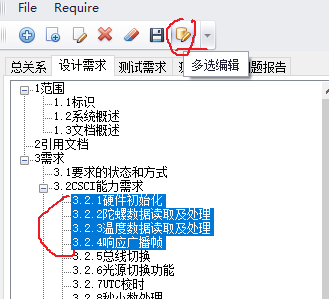 File Require
多选编辑
总关系 设计需求 测试需求 题报告
1范围
1.1标识
1.2系统概述
1.3文档概述
2引用文档
3需求
3.1要求的状态和方式
3.2CSCI能力需求
3.2.1硬件初始化
3.2.2陀螺数据读取及处理
3.2.3温度数据读取及处理
3.2.4响应广播帧
3.2.5总线切换
3.2.6光源切换功能
3.2.7UTC校时
3.2.8秒小数处理